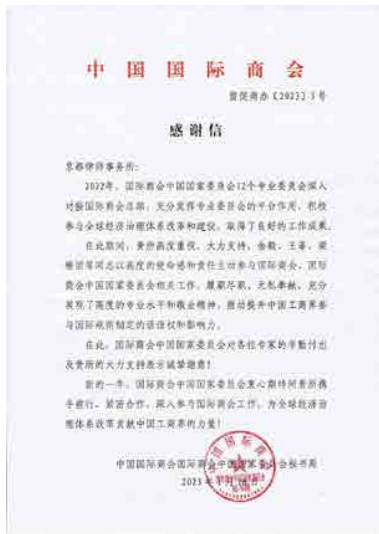 中国国际商会
贸促商办〔2023〕3号
感谢信
京都律师事务所：
2022年，国际商会中国国家委员会12个专业委员会深入
对接国际商会总部，充分发挥专业委员会的平台作用，积极
参与全球经济治理体系改革和建设，取得了良好的工作成果。
在此期间，贵所高度重视、大力支持，金毅、王菲、
等同志以高度的使命感和责任主动参与国际商会、国际
商会中国国家委员会相关工作，履职尽职、无私奉献，充分
展现了高度的专业水平和敬业精神，推动提升中国工商界参
与国际规则制定的话语权和影响力。
在此，国际商会中国国家委员会对各位专家的辛勤付出
及贵所的大力支持表示诚挚谢意！
新的一年，国际商会中国国家委员会衷心期待同贵所携
手前行、紧密合作，深入参与国际商会工作，为全球经济治
理体系改革贡献中国工商界的力量！
中国国际商会国际商会中国国家委员会秘书局
2023年1月